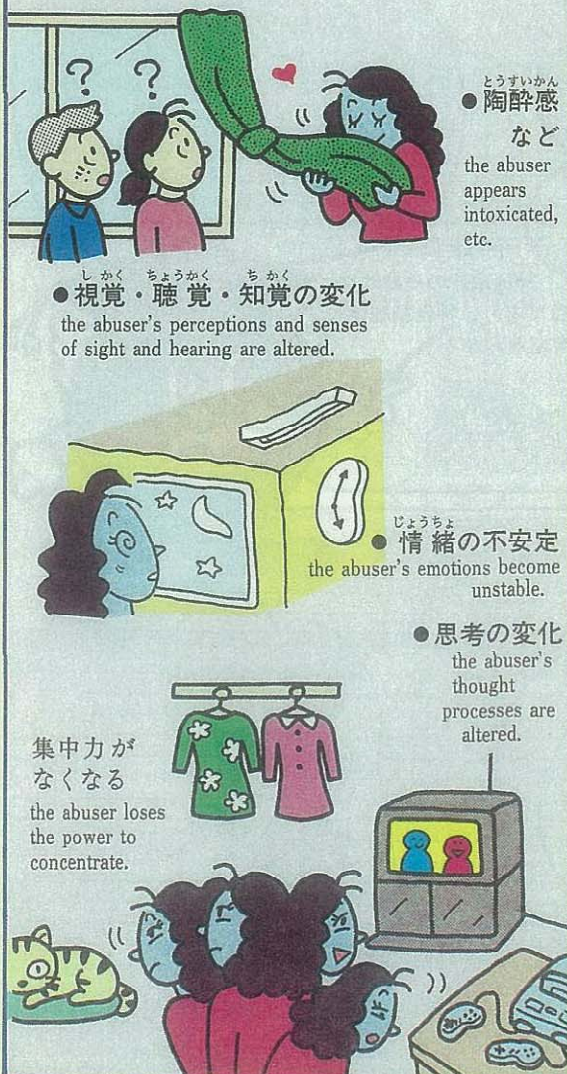 ? ?
とうすいかん
●陶酔感
など
the abuser
appears
intoxicated,
etc.
しかく ちょうかく ちかく
●視覚・聴覚・知覚の変化
the abuser's perceptions and senses
of sight and hearing are altered.
じょうちょ
●情緒の不安定
the abuser's emotions become
unstable.
●思考の変化
the abuser's
thought
processes are
altered.
集中力が
なくなる
the abuser loses
the power to
concentrate.